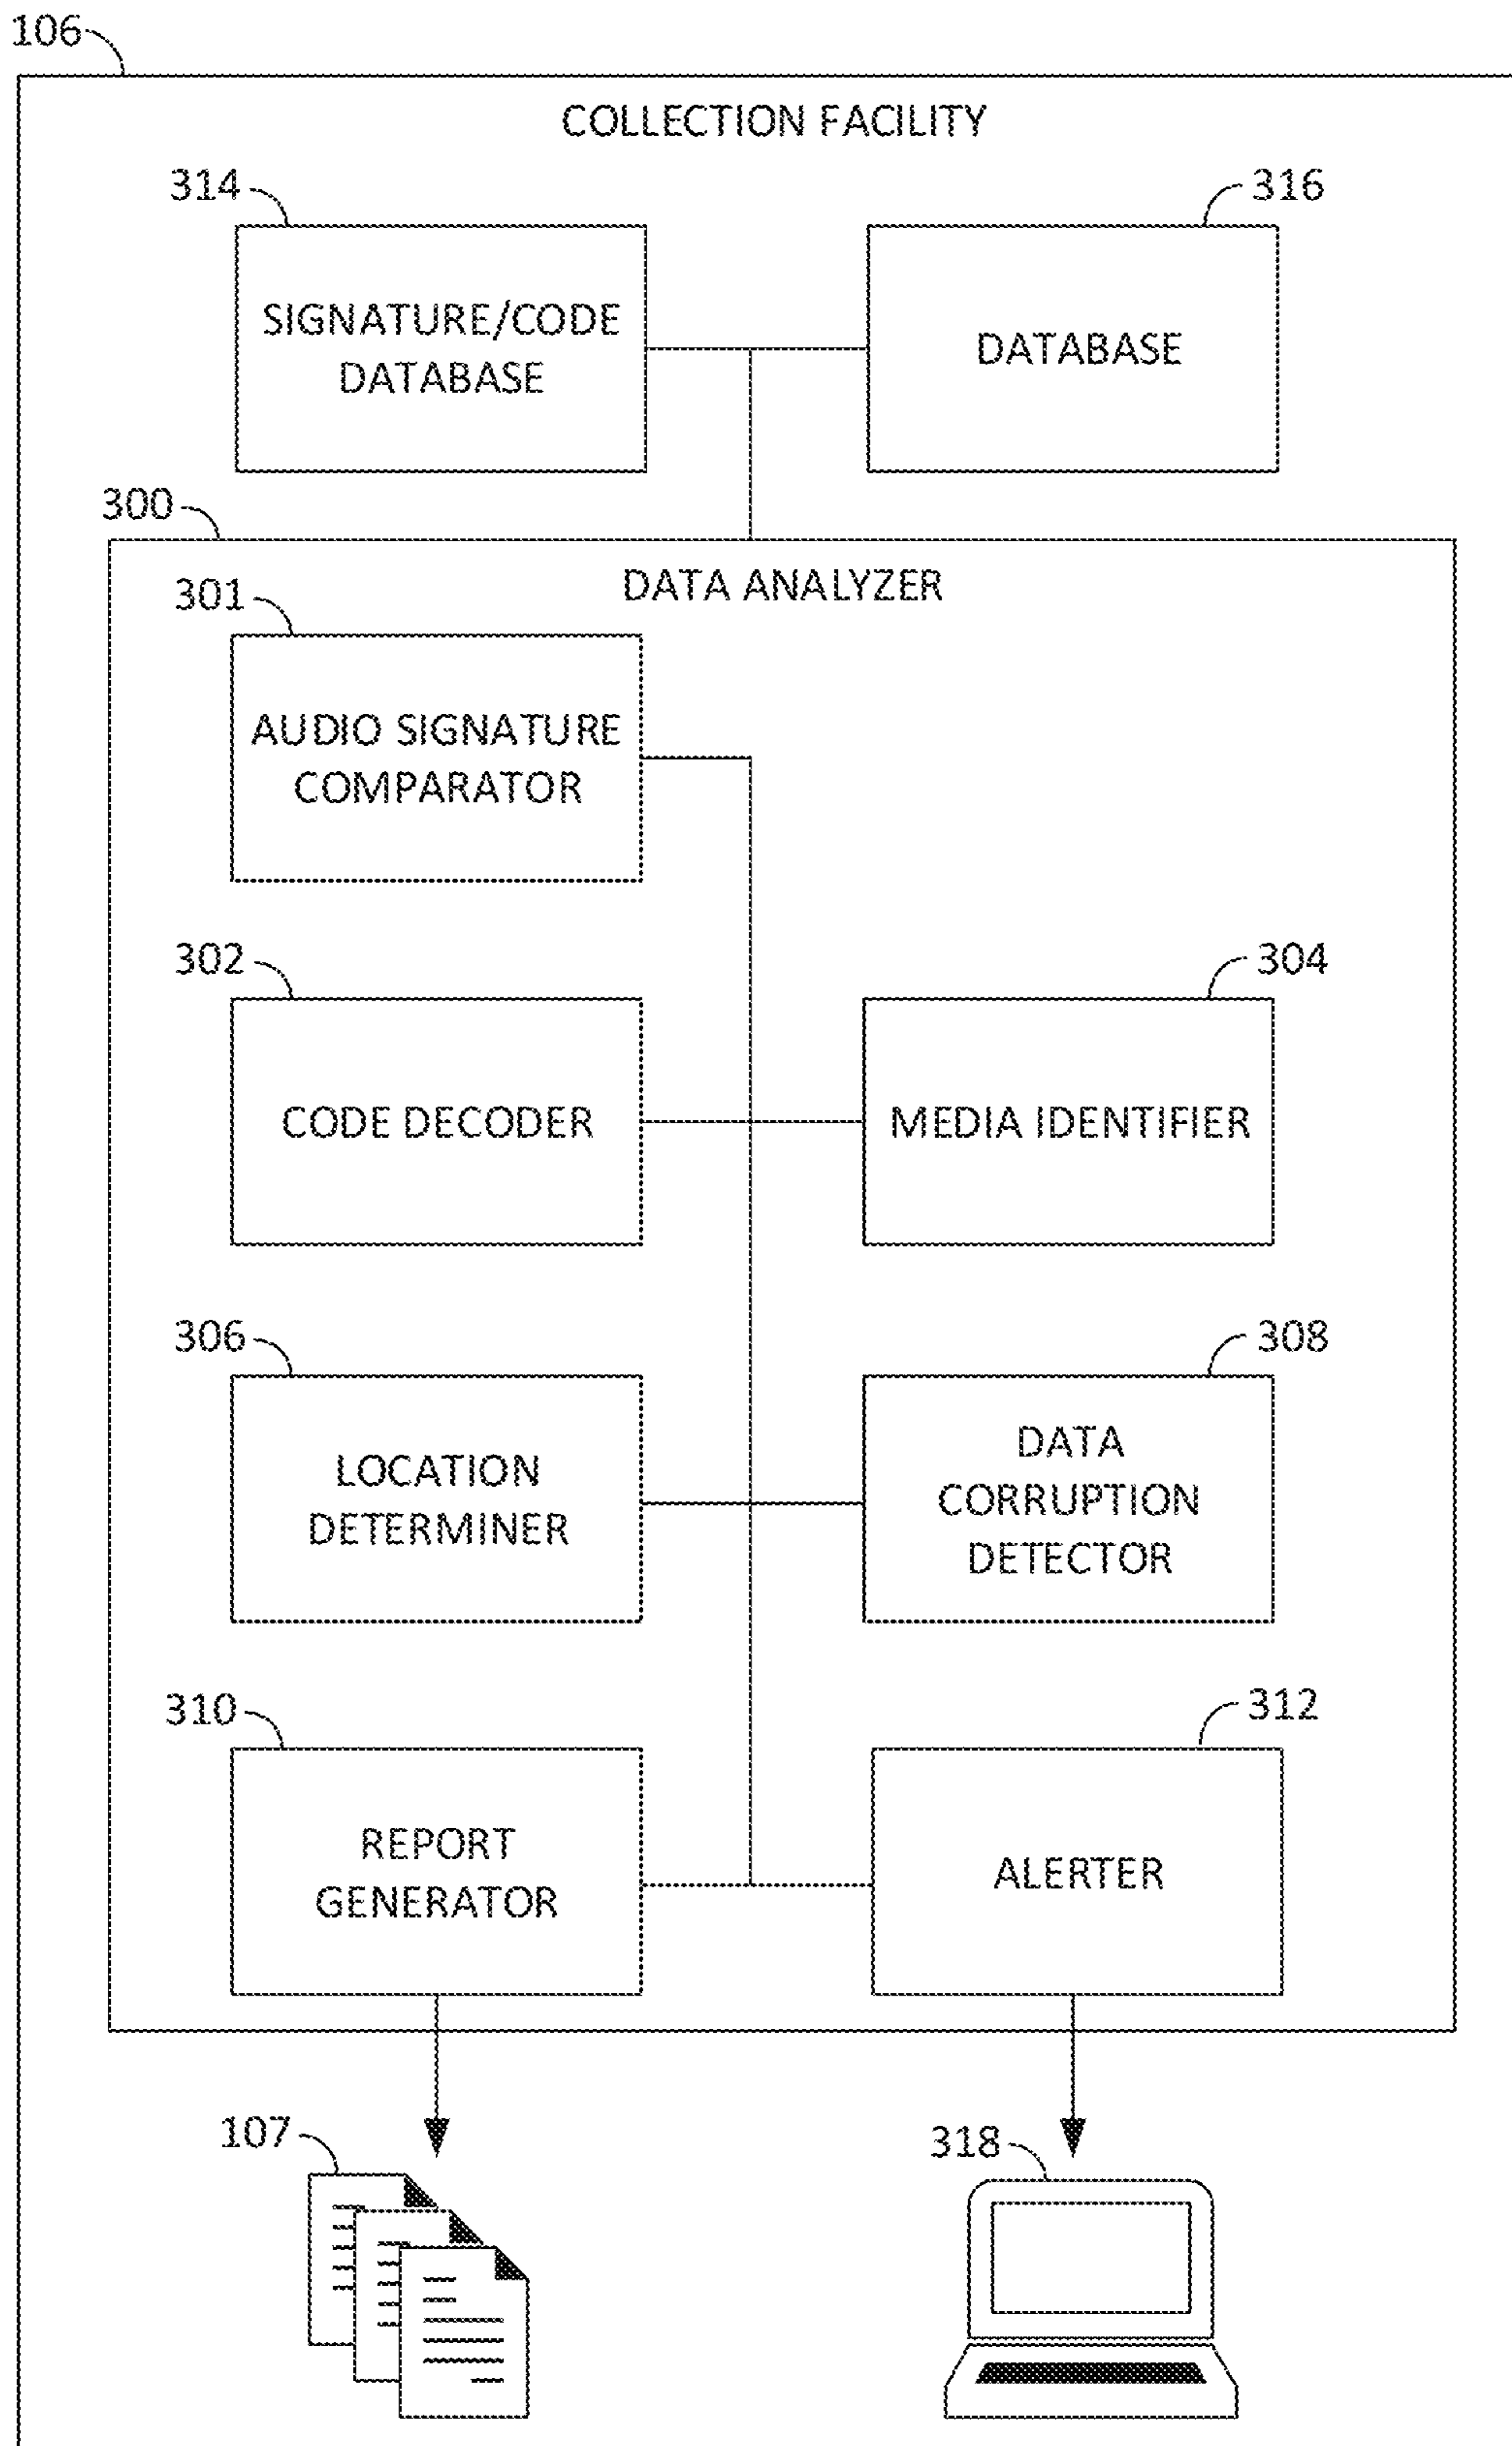 106
COLLECTION FACILITY
314
316
SIGNATURE/CODE
DATABASE
DATABASE
300
DATA ANALYZER
301
AUDIO SIGNATURE
COMPARATOR
302
304
CODE DECODER
MEDIA IDENTIFIER
306
308
LOCATION
DETERMINER
DATA
CORRUPTION
DETECTOR
310
312
REPORT
GENERATOR
ALERTER
107
318